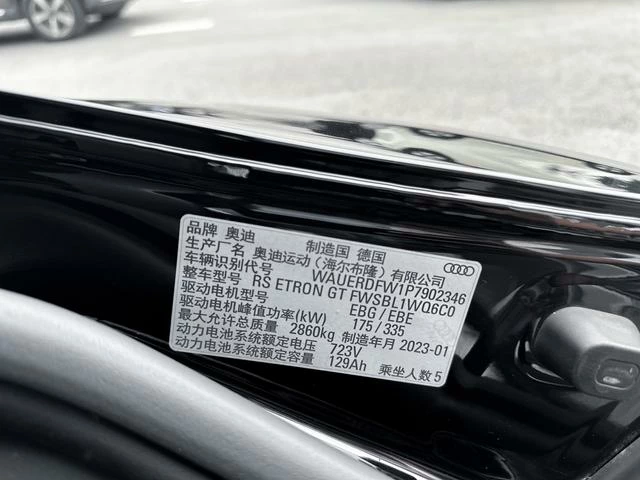 品牌 奥迪 制造国 德国
生产厂名 奥迪运动（海尔布隆）有限公司
车辆识别代号 WAUERDFW1P7902346
整车型号 RS ETRON GT FWSBL1WQ6C0
驱动电机型号 EBG / EBE
驱动电机峰值功率(kW) 175 / 335
最大允许总质量 2860kg 制造年月 2023-01
动力电池系统额定电压 723V
动力电池系统额定容量 129Ah 乘坐人数 5